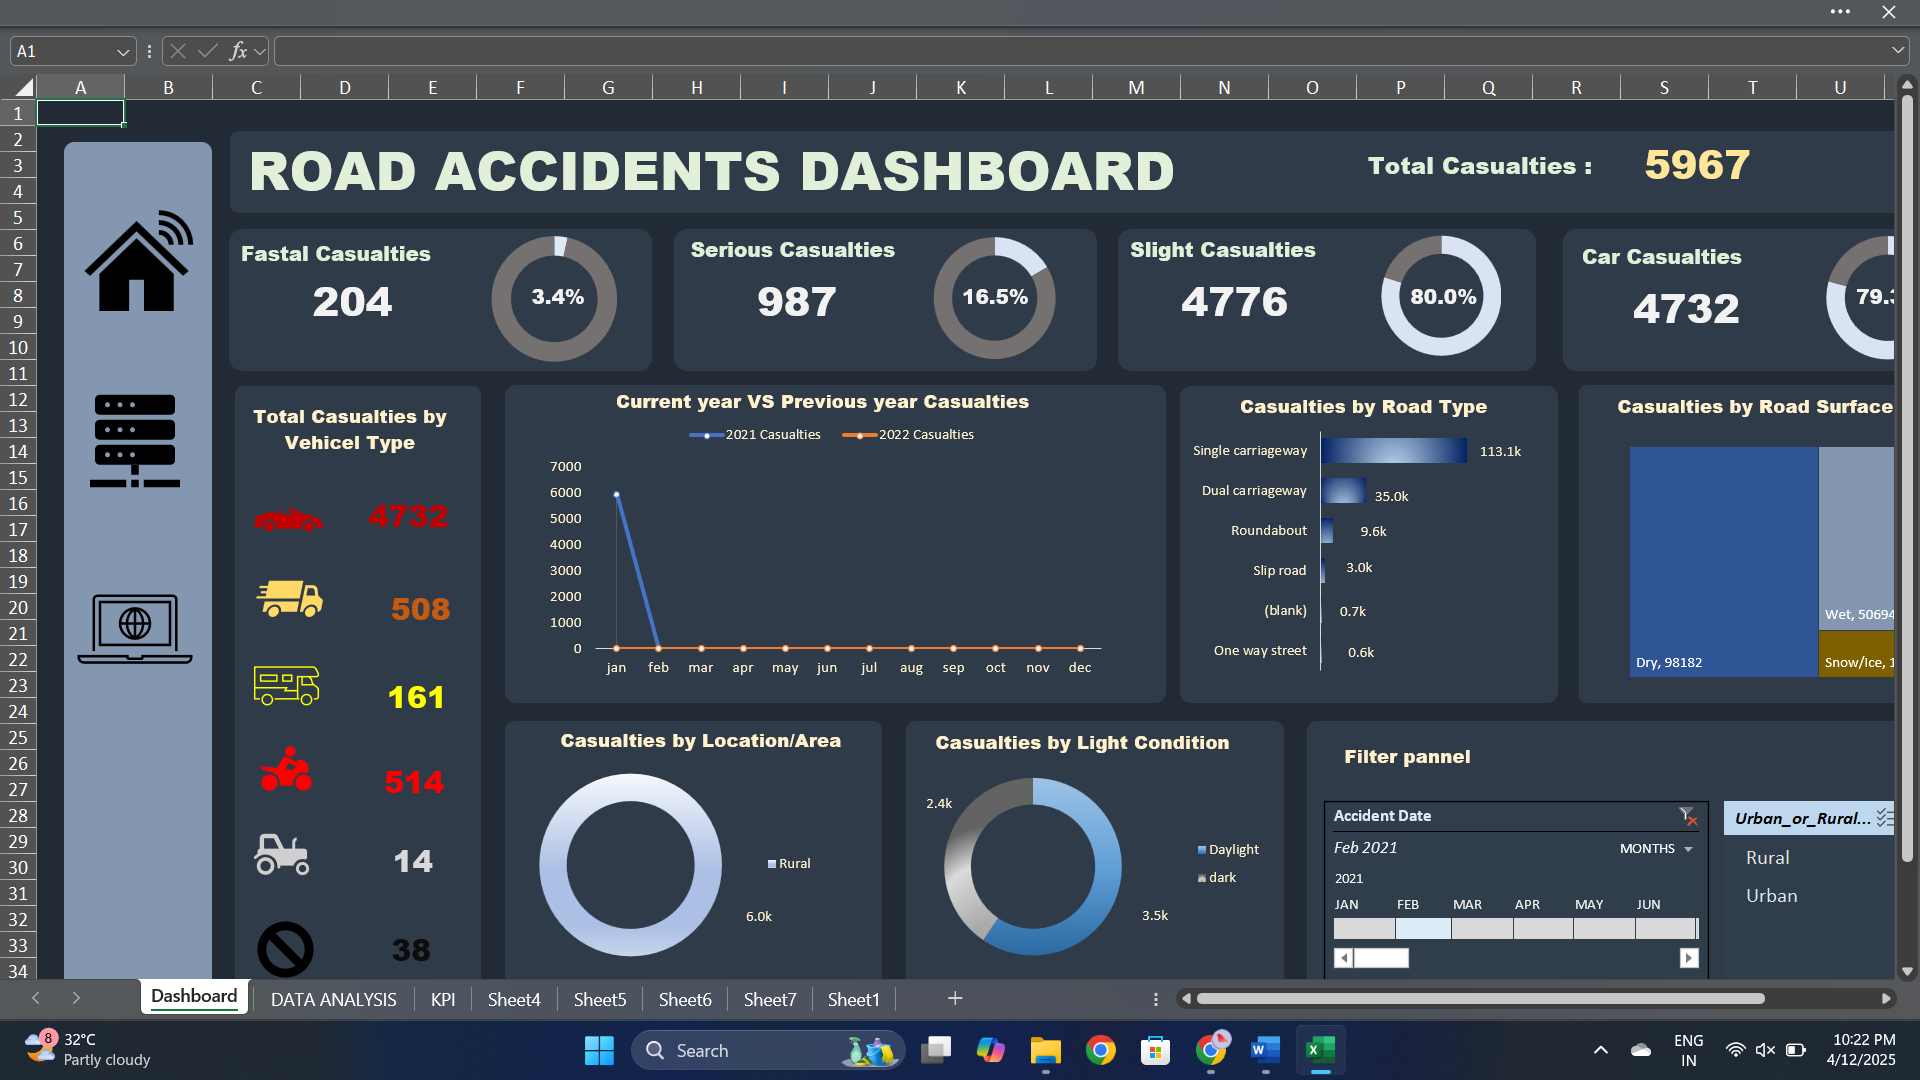 A1
fx
A B C D E F G H I J K L M N O P Q R S T U
1
2
3
4
5
6
7
8
9
10
11
12
13
14
15
16
17
18
19
20
21
22
23
24
25
26
27
28
29
30
31
32
33
34
ROAD ACCIDENTS DASHBOARD
Total Casualties : 5967
Fastal Casualties
204
3.4%
Serious Casualties
987
16.5%
Slight Casualties
4776
80.0%
Car Casualties
4732
79.3
Total Casualties by
Vehicel Type
4732
508
161
514
14
38
Current year VS Previous year Casualties
2021 Casualties 2022 Casualties
7000
6000
5000
4000
3000
2000
1000
0
jan feb mar apr may jun jul aug sep oct nov dec
Casualties by Road Type
Single carriageway 113.1k
Dual carriageway 35.0k
Roundabout 9.6k
Slip road 3.0k
(blank) 0.7k
One way street 0.6k
Casualties by Road Surface
Wet, 50694
Dry, 98182
Snow/Ice, 1
Casualties by Location/Area
Rural
6.0k
Casualties by Light Condition
2.4k
Daylight
dark
3.5k
Filter pannel
Accident Date
Feb 2021 MONTHS
2021
JAN FEB MAR APR MAY JUN
Urban_or_Rural...
Rural
Urban
Dashboard DATA ANALYSIS KPI Sheet4 Sheet5 Sheet6 Sheet7 Sheet1
8
32°C
Partly cloudy
Search
W
X
ENG
IN
10:22 PM
4/12/2025